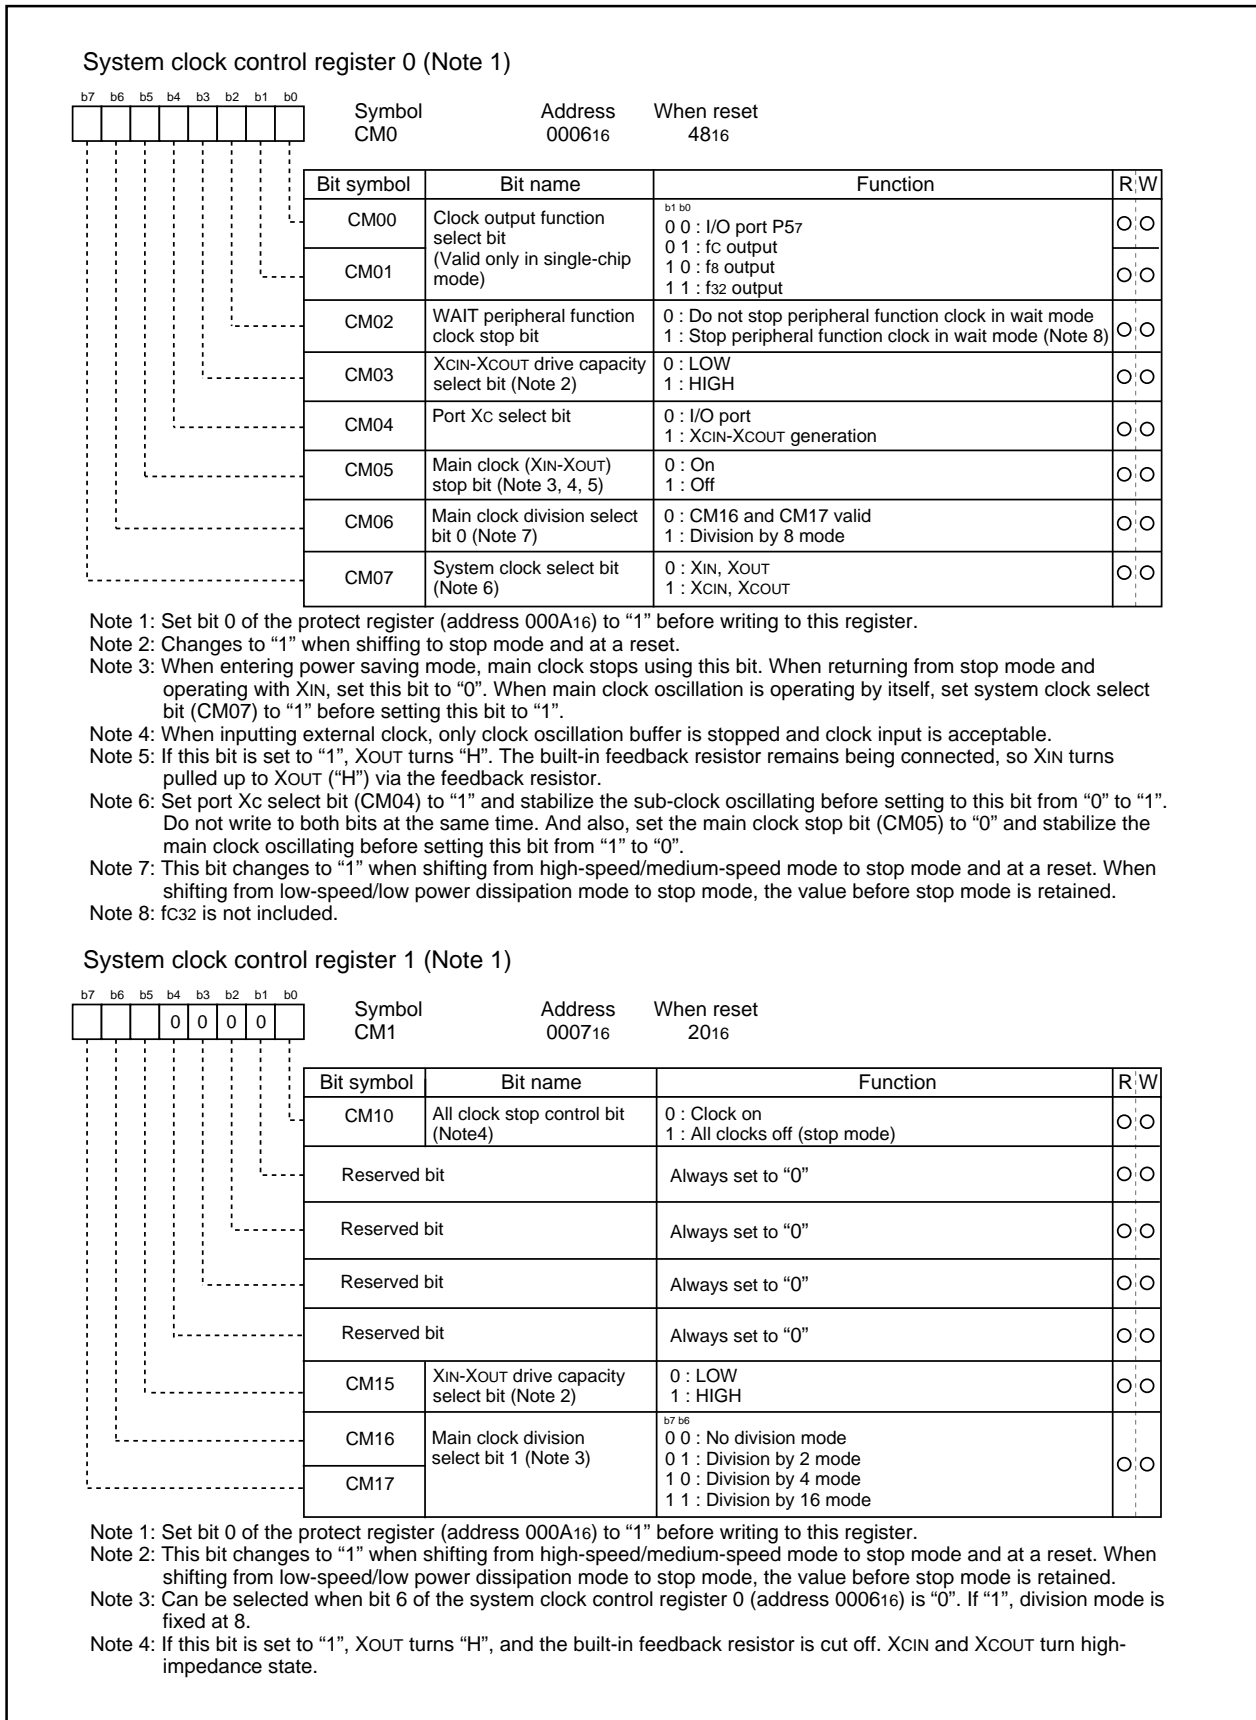 System clock control register 0 (Note 1)
b7 b6 b5 b4 b3 b2 b1 b0
Symbol Address When reset
CM0 000616 4816
Bit symbol Bit name Function R W
CM00 Clock output function select bit (Valid only in single-chip mode)
CM01
b1 b0
0 0 : I/O port P57
0 1 : fC output
1 0 : f8 output
1 1 : f32 output
CM02 WAIT peripheral function clock stop bit
0 : Do not stop peripheral function clock in wait mode
1 : Stop peripheral function clock in wait mode (Note 8)
CM03 XCIN-XCOUT drive capacity select bit (Note 2)
0 : LOW
1 : HIGH
CM04 Port XC select bit
0 : I/O port
1 : XCIN-XCOUT generation
CM05 Main clock (XIN-XOUT) stop bit (Note 3, 4, 5)
0 : On
1 : Off
CM06 Main clock division select bit 0 (Note 7)
0 : CM16 and CM17 valid
1 : Division by 8 mode
CM07 System clock select bit (Note 6)
0 : XIN, XOUT
1 : XCIN, XCOUT
Note 1: Set bit 0 of the protect register (address 000A16) to “1” before writing to this register.
Note 2: Changes to “1” when shiffing to stop mode and at a reset.
Note 3: When entering power saving mode, main clock stops using this bit. When returning from stop mode and
operating with XIN, set this bit to “0”. When main clock oscillation is operating by itself, set system clock select
bit (CM07) to “1” before setting this bit to “1”.
Note 4: When inputting external clock, only clock oscillation buffer is stopped and clock input is acceptable.
Note 5: If this bit is set to “1”, XOUT turns “H”. The built-in feedback resistor remains being connected, so XIN turns
pulled up to XOUT (“H”) via the feedback resistor.
Note 6: Set port Xc select bit (CM04) to “1” and stabilize the sub-clock oscillating before setting to this bit from “0” to “1”.
Do not write to both bits at the same time. And also, set the main clock stop bit (CM05) to “0” and stabilize the
main clock oscillating before setting this bit from “1” to “0”.
Note 7: This bit changes to “1” when shifting from high-speed/medium-speed mode to stop mode and at a reset. When
shifting from low-speed/low power dissipation mode to stop mode, the value before stop mode is retained.
Note 8: fC32 is not included.
System clock control register 1 (Note 1)
b7 b6 b5 b4 b3 b2 b1 b0
0 0 0 0
Symbol Address When reset
CM1 000716 2016
Bit symbol Bit name Function R W
CM10 All clock stop control bit (Note4)
0 : Clock on
1 : All clocks off (stop mode)
Reserved bit Always set to “0”
Reserved bit Always set to “0”
Reserved bit Always set to “0”
Reserved bit Always set to “0”
CM15 XIN-XOUT drive capacity select bit (Note 2)
0 : LOW
1 : HIGH
CM16 Main clock division select bit 1 (Note 3)
CM17
b7 b6
0 0 : No division mode
0 1 : Division by 2 mode
1 0 : Division by 4 mode
1 1 : Division by 16 mode
Note 1: Set bit 0 of the protect register (address 000A16) to “1” before writing to this register.
Note 2: This bit changes to “1” when shifting from high-speed/medium-speed mode to stop mode and at a reset. When
shifting from low-speed/low power dissipation mode to stop mode, the value before stop mode is retained.
Note 3: Can be selected when bit 6 of the system clock control register 0 (address 000616) is “0”. If “1”, division mode is
fixed at 8.
Note 4: If this bit is set to “1”, XOUT turns “H”, and the built-in feedback resistor is cut off. XCIN and XCOUT turn high-
impedance state.